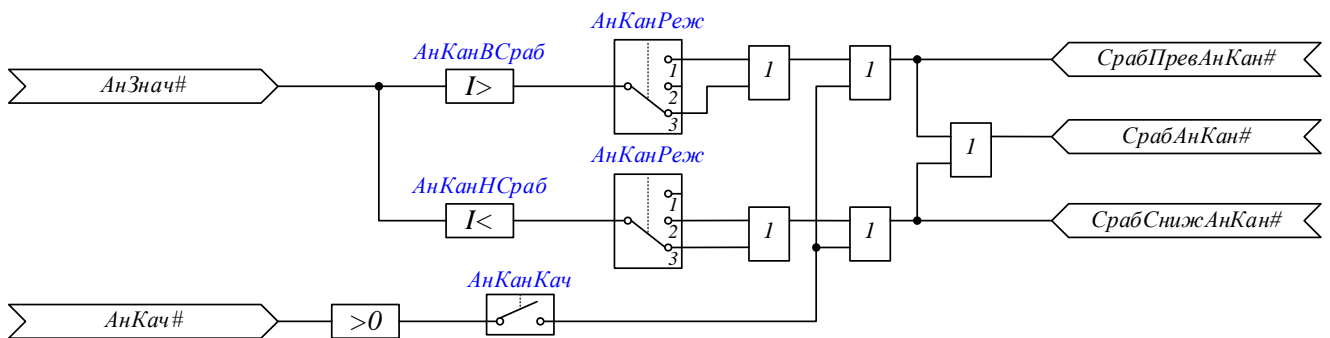 АнКанРеж
АнКанВСраб
АнЗнач#
I>
1
2
3
1
1
СрабПревАнКан#
1
СрабАнКан#
АнКанРеж
АнКанНСраб
I<
1
2
3
1
1
СрабСнижАнКан#
АнКанКач
АнКач#
>0